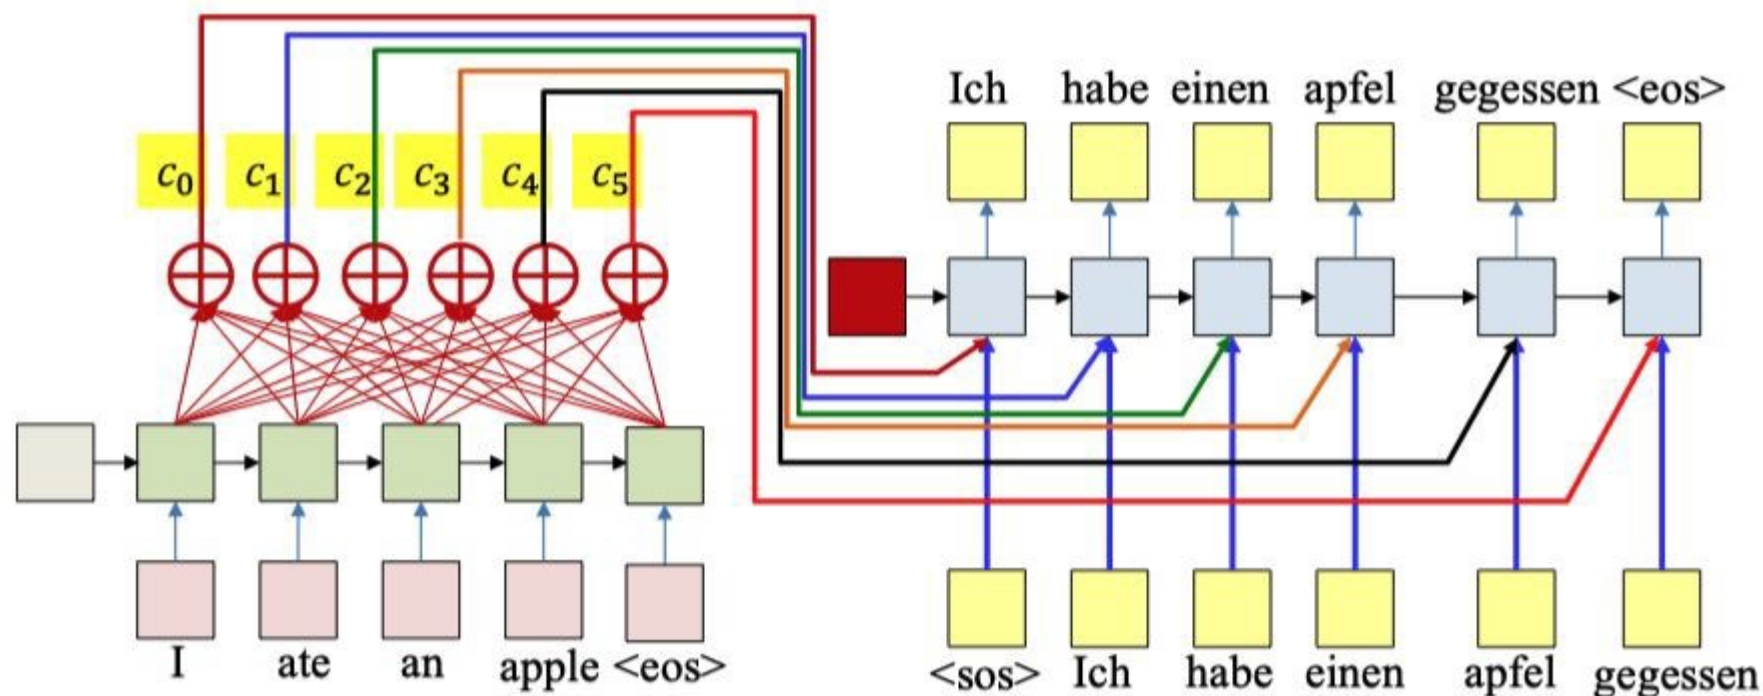 Ich habe einen apfel gegessen <eos>
c₀ c₁ c₂ c₃ c₄ c₅
I ate an apple <eos>
<sos> Ich habe einen apfel gegessen